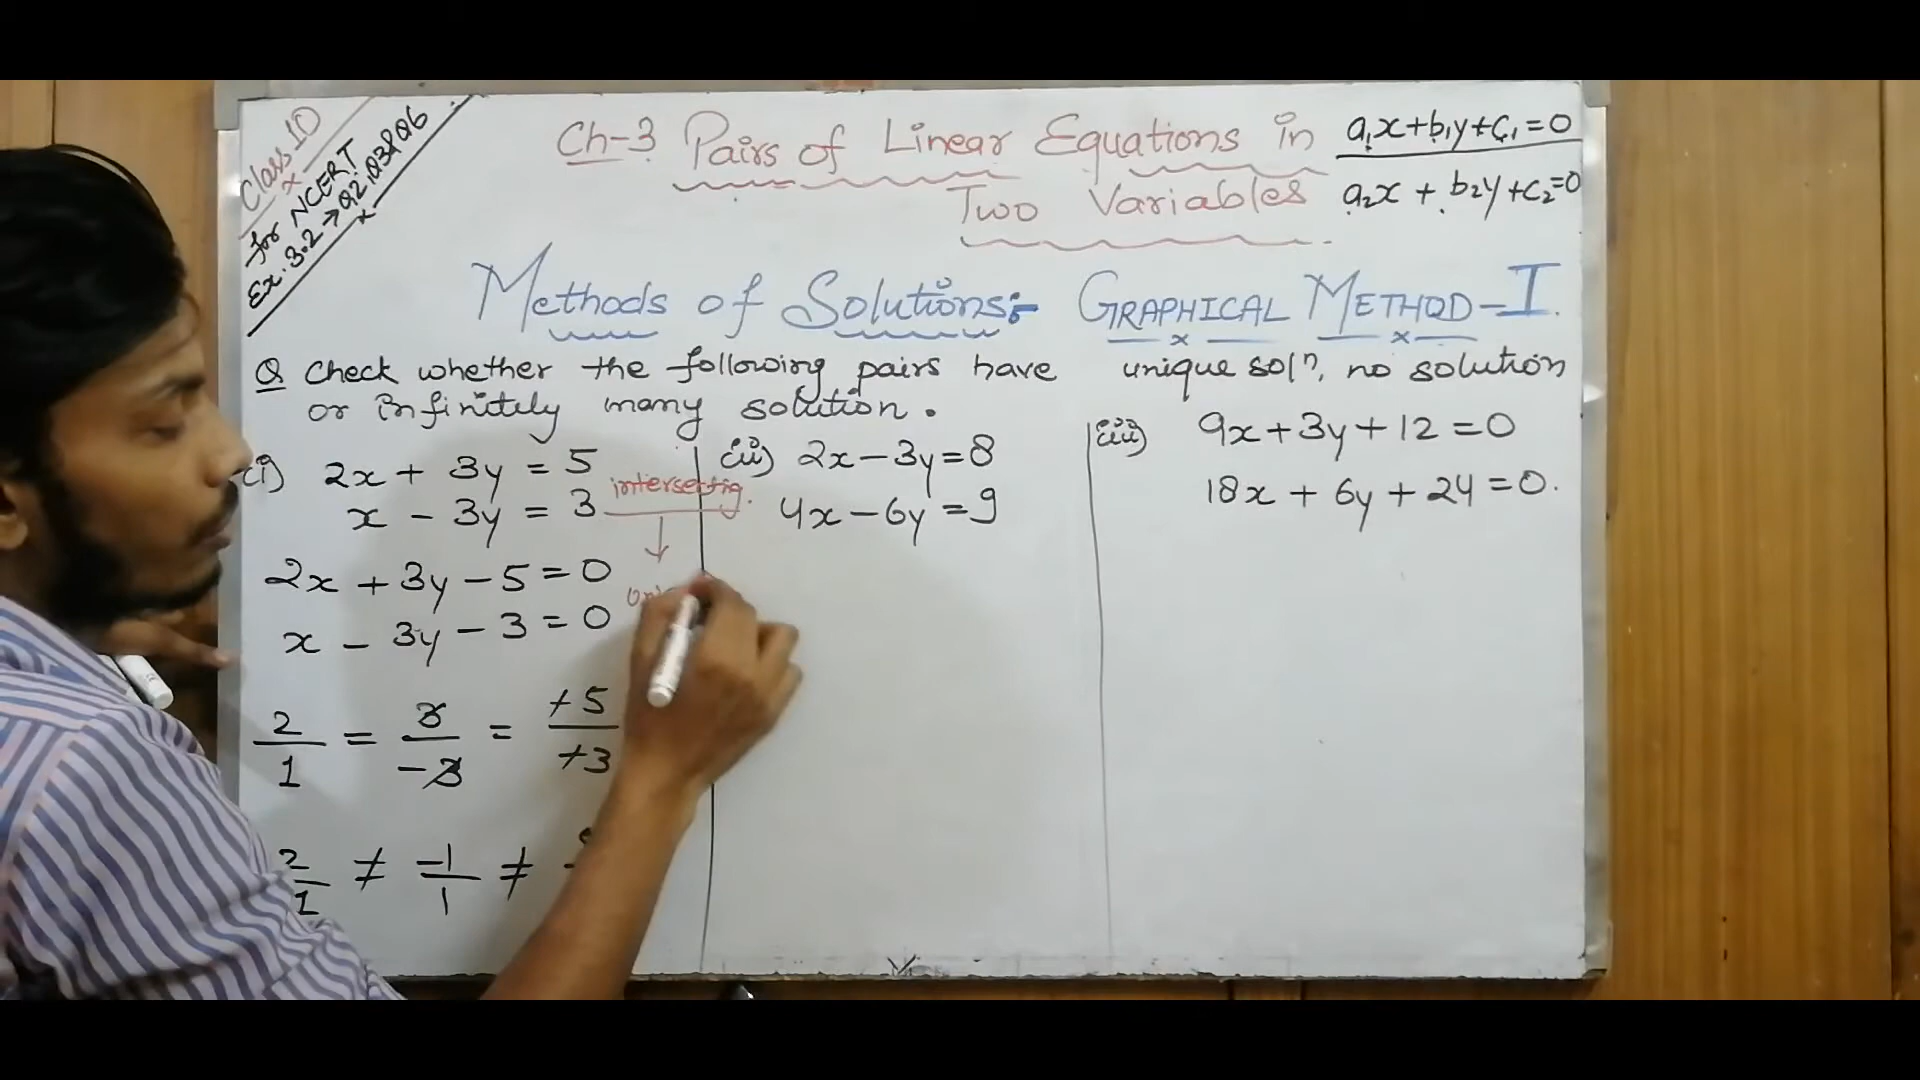 Class 10
for NCERT
Ex. 3.2 → Q2, Q3 & Q6
Ch-3 Pairs of Linear Equations in
Two Variables
a₁x+b₁y+c₁=0
a₂x + b₂y+c₂=0
Methods of Solutions:- GRAPHICAL METHOD-I.
Q Check whether the following pairs have unique solⁿ, no solution
or infinitely many solution.
(i) 2x + 3y = 5
x - 3y = 3
intersectig.
↓
2x + 3y - 5 = 0
x - 3y - 3 = 0
2/1 = 3/-3 = +5/+3
2/1 ≠ -1/1 ≠
(ii) 2x - 3y = 8
4x - 6y = 9
(iii) 9x + 3y + 12 = 0
18x + 6y + 24 = 0.